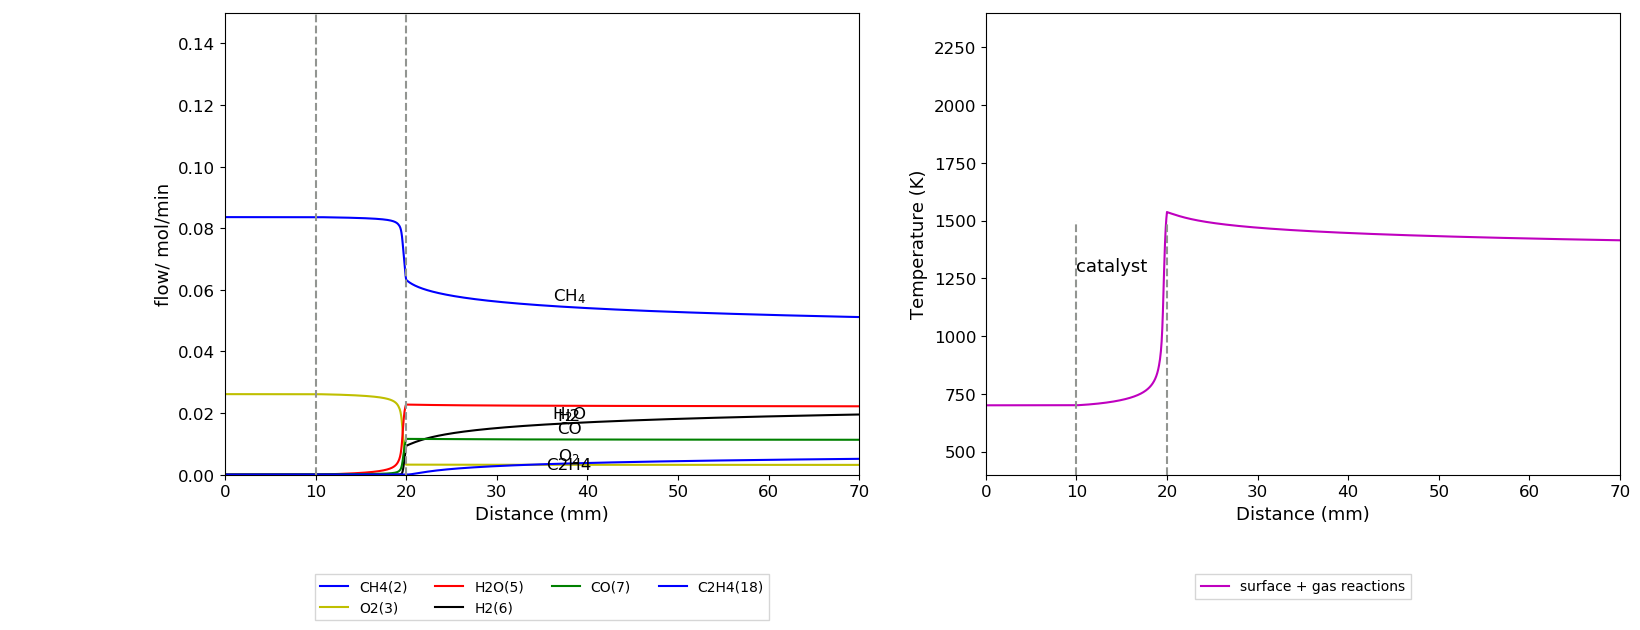 0.14
0.12
0.10
0.08
0.06
0.04
0.02
0.00
flow/ mol/min
0 10 20 30 40 50 60 70
Distance (mm)
CH₄
H₂O
H2
CO
O₂
C2H4
CH4(2) H2O(5) CO(7) C2H4(18)
O2(3) H2(6)
2250
2000
1750
1500
1250
1000
750
500
Temperature (K)
catalyst
0 10 20 30 40 50 60 70
Distance (mm)
surface + gas reactions